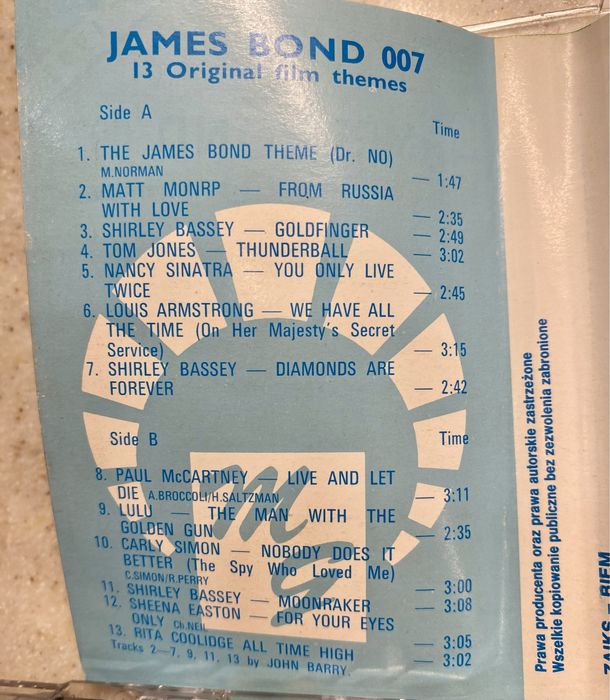 JAMES BOND 007
13 Original film themes
Side A
Time
1. THE JAMES BOND THEME (Dr. NO)
M.NORMAN — 1:47
2. MATT MONRP — FROM RUSSIA
WITH LOVE — 2:35
3. SHIRLEY BASSEY — GOLDFINGER — 2:49
4. TOM JONES — THUNDERBALL — 3:02
5. NANCY SINATRA — YOU ONLY LIVE
TWICE — 2:45
6. LOUIS ARMSTRONG — WE HAVE ALL
THE TIME (On Her Majesty's Secret
Service) — 3:15
7. SHIRLEY BASSEY — DIAMONDS ARE
FOREVER — 2:42
Side B Time
8. PAUL McCARTNEY — LIVE AND LET
DIE A.BROCCOLI/H.SALTZMAN — 3:11
9. LULU — THE MAN WITH THE
GOLDEN GUN — 2:35
10. CARLY SIMON — NOBODY DOES IT
BETTER (The Spy Who Loved Me)
C.SIMON/R.PERRY — 3:00
11. SHIRLEY BASSEY — MOONRAKER — 3:08
12. SHEENA EASTON — FOR YOUR EYES
ONLY Ch.NEIL — 3:05
13. RITA COOLIDGE ALL TIME HIGH — 3:02
Tracks 2—7, 9, 11, 13 by JOHN BARRY.
MG
Prawa producenta oraz prawa autorskie zastrzeżone
Wszelkie kopiowanie publiczne bez zezwolenia zabronione
ZAIKS - BIEM